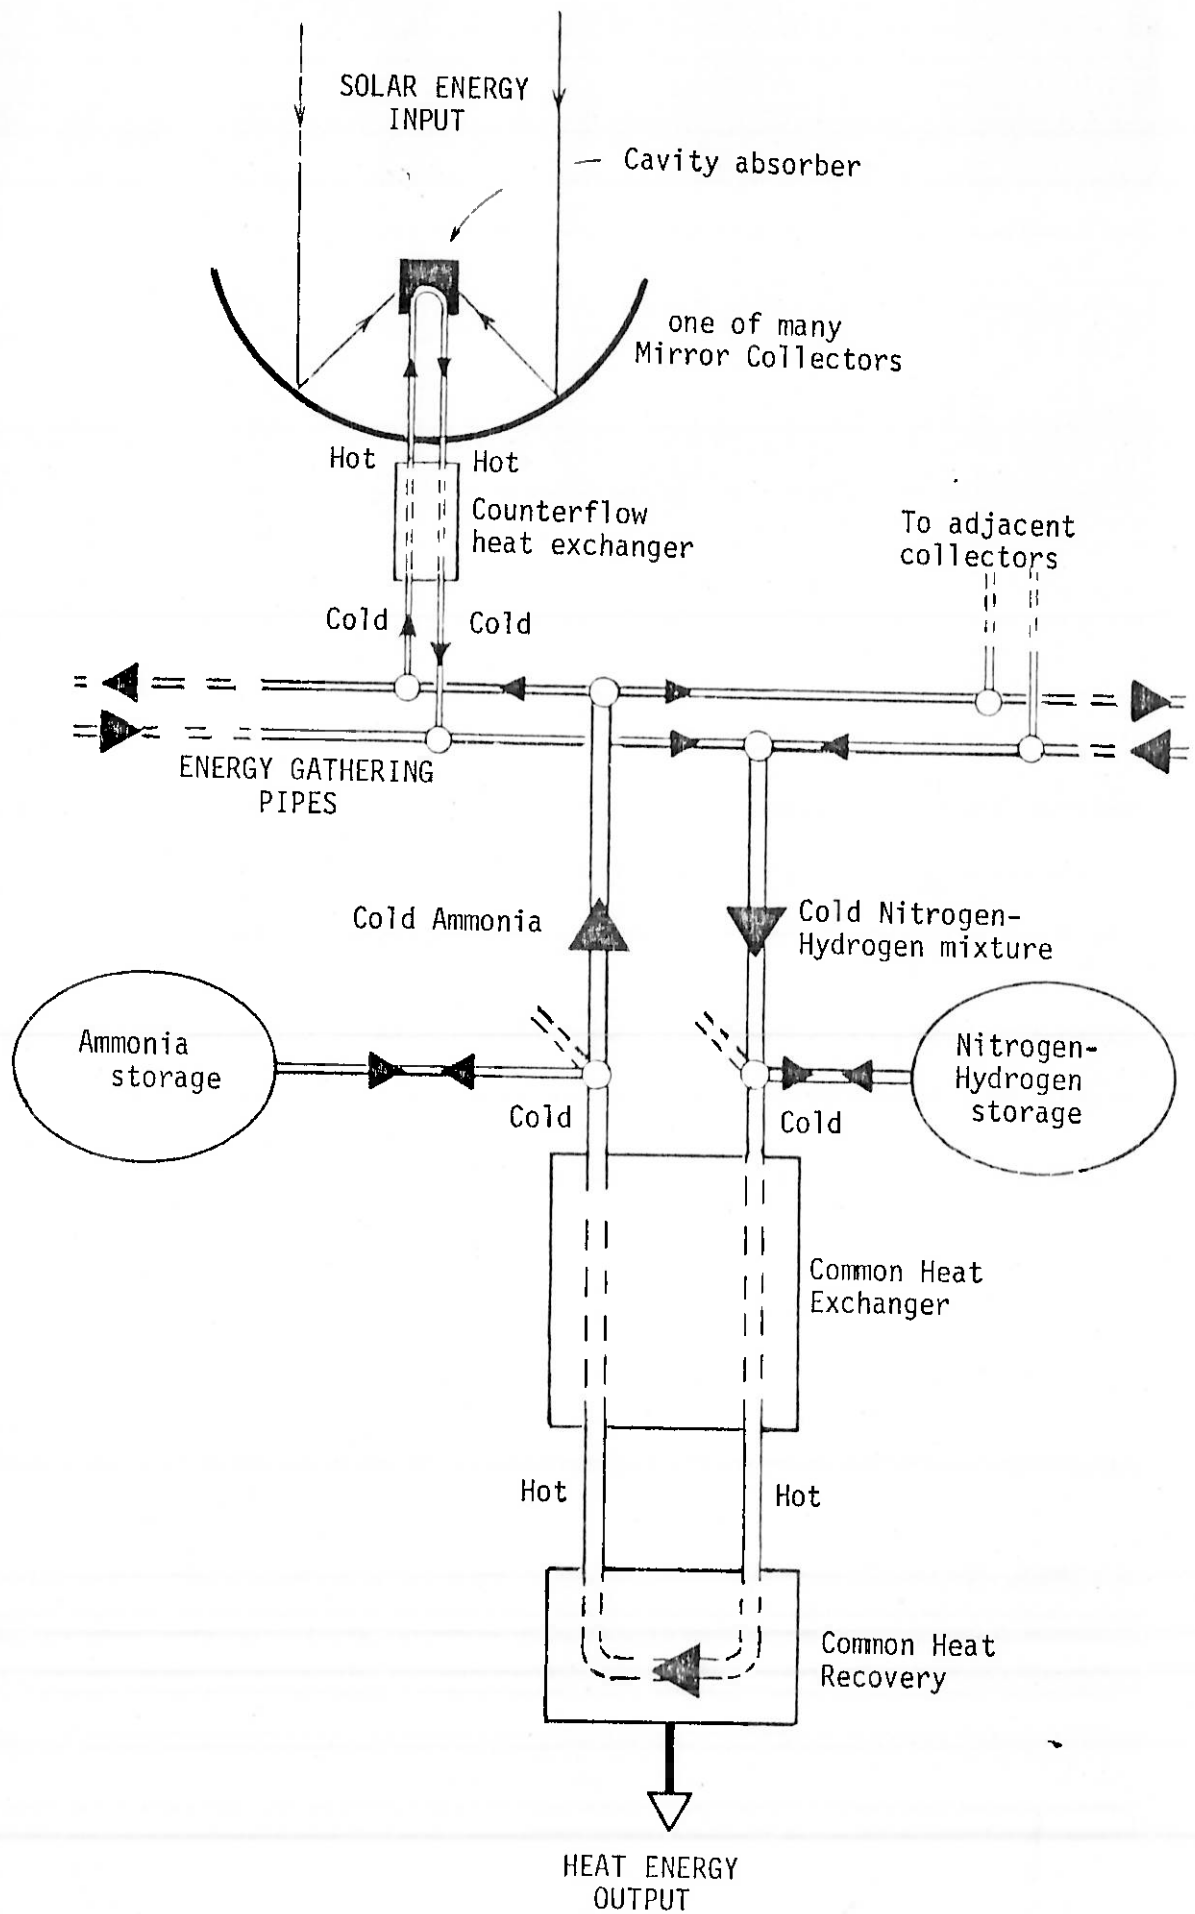 SOLAR ENERGY
INPUT
Cavity absorber
one of many
Mirror Collectors
Hot
Hot
Counterflow
heat exchanger
To adjacent
collectors
Cold
Cold
ENERGY GATHERING
PIPES
Cold Ammonia
Cold Nitrogen-
Hydrogen mixture
Ammonia
storage
Nitrogen-
Hydrogen
storage
Cold
Cold
Common Heat
Exchanger
Hot
Hot
Common Heat
Recovery
HEAT ENERGY
OUTPUT